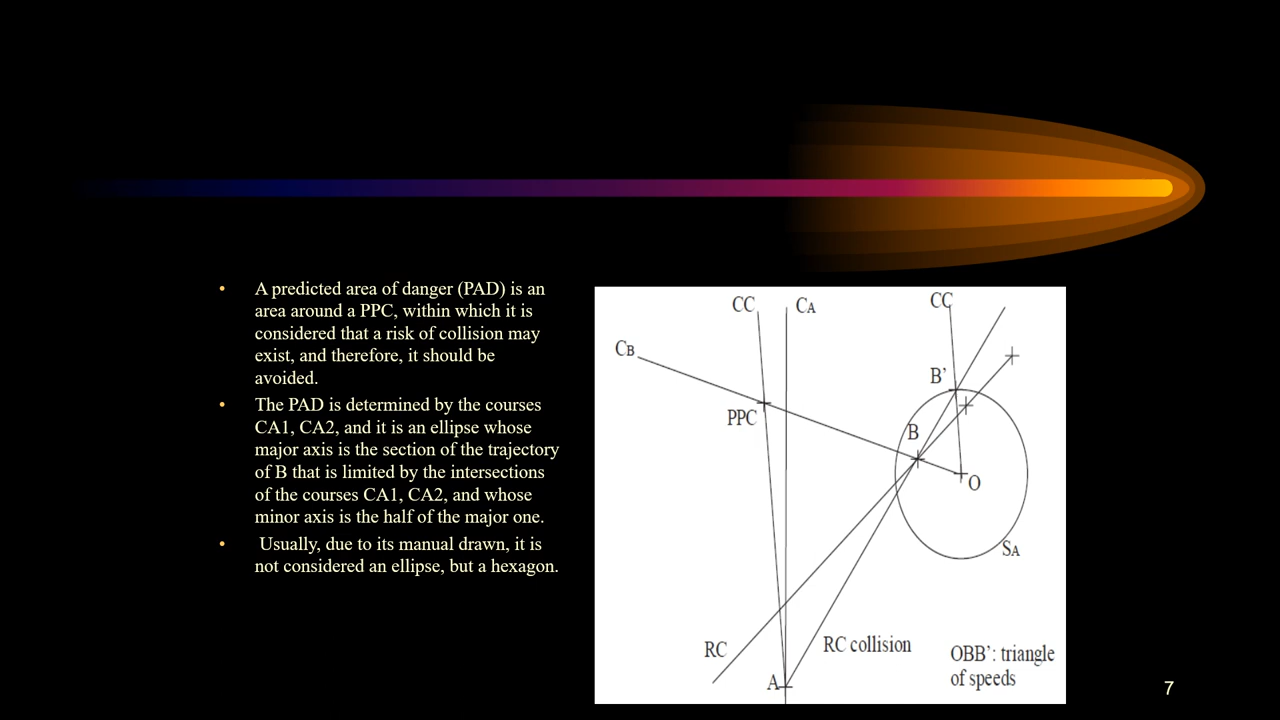 • A predicted area of danger (PAD) is an
area around a PPC, within which it is
considered that a risk of collision may
exist, and therefore, it should be
avoided.
• The PAD is determined by the courses
CA1, CA2, and it is an ellipse whose
major axis is the section of the trajectory
of B that is limited by the intersections
of the courses CA1, CA2, and whose
minor axis is the half of the major one.
• Usually, due to its manual drawn, it is
not considered an ellipse, but a hexagon.
CC
CA
CC
CB
B’
PPC
B
O
SA
RC
RC collision
A
OBB’: triangle
of speeds
7